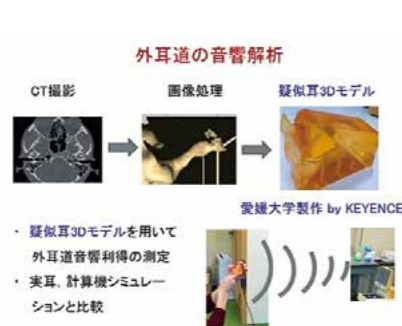 外耳道の音響解析
CT撮影 画像処理 疑似耳3Dモデル
愛媛大学製作 by KEYENCE
・ 疑似耳3Dモデルを用いて
外耳道音響利得の測定
・ 実耳，計算機シミュレー
ションと比較